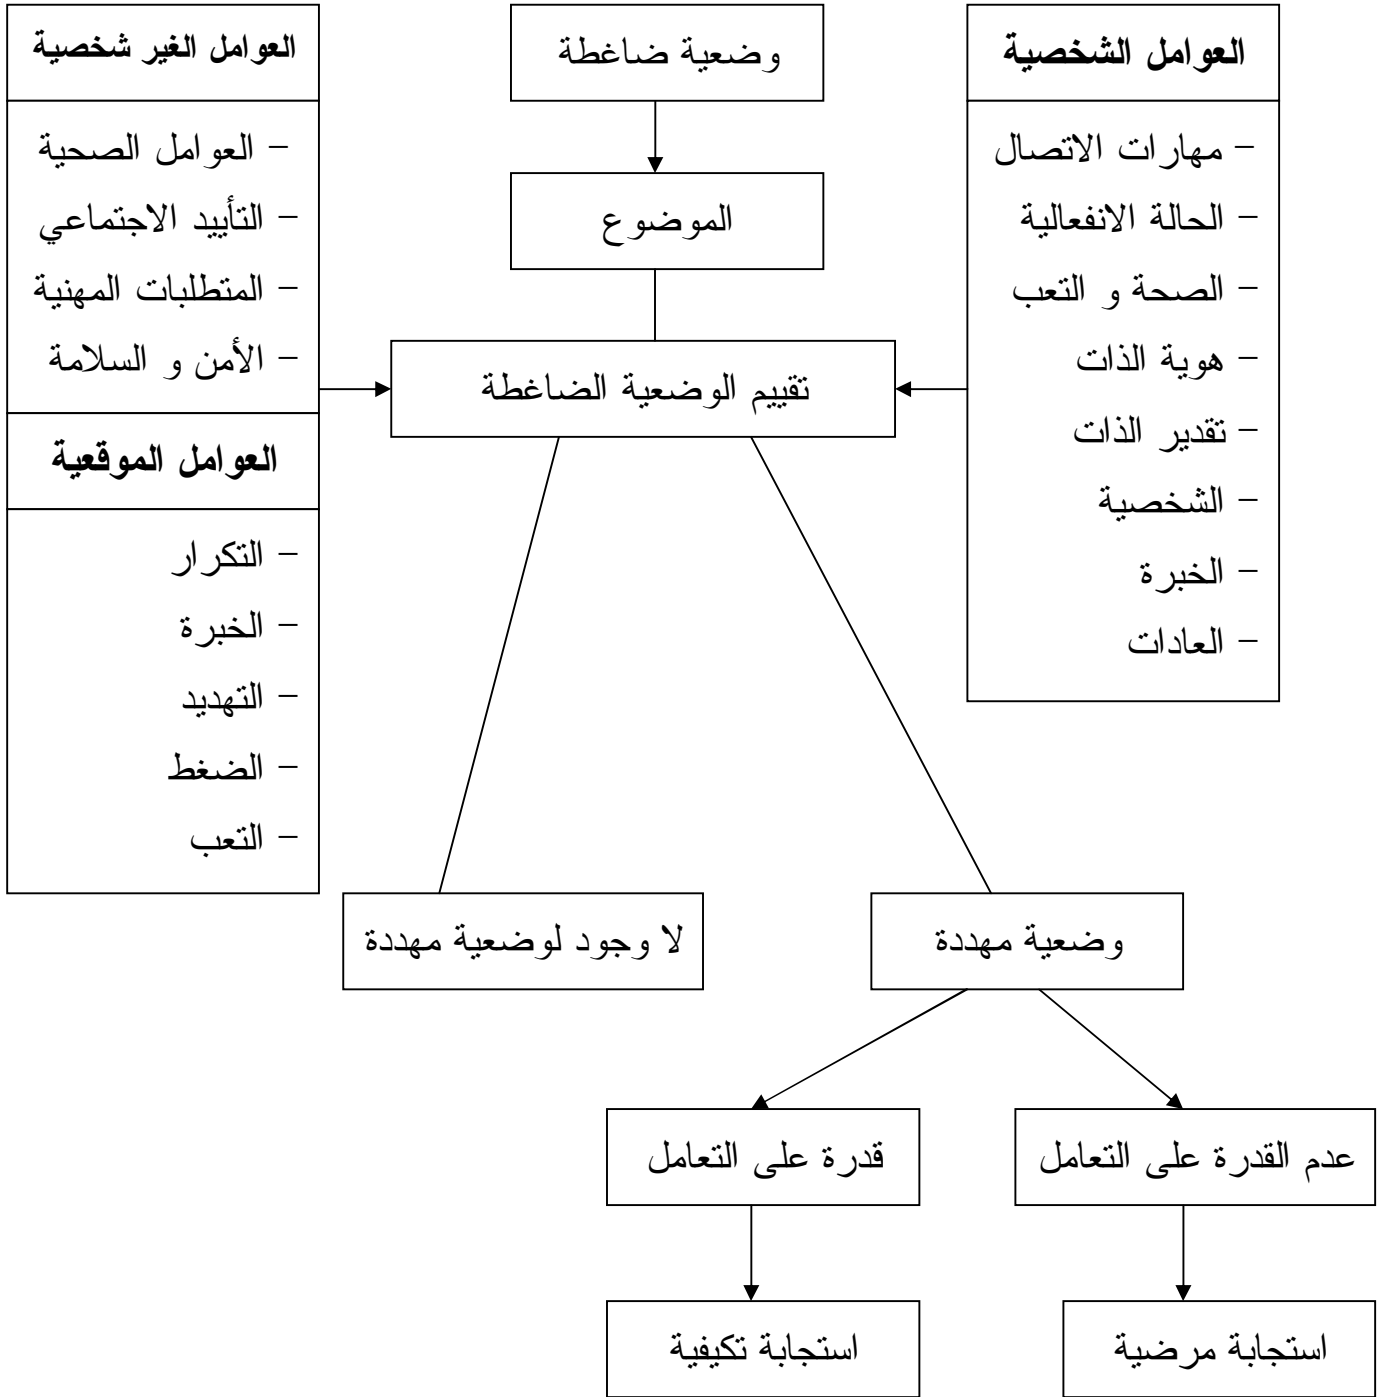 العوامل الشخصية
– مهارات الاتصال
– الحالة الانفعالية
– الصحة و التعب
– هوية الذات
– تقدير الذات
– الشخصية
– الخبرة
– العادات
وضعية ضاغطة
الموضوع
تقييم الوضعية الضاغطة
العوامل الغير شخصية
– العوامل الصحية
– التأييد الاجتماعي
– المتطلبات المهنية
– الأمن و السلامة
العوامل الموقعية
– التكرار
– الخبرة
– التهديد
– الضغط
– التعب
وضعية مهددة
لا وجود لوضعية مهددة
عدم القدرة على التعامل
قدرة على التعامل
استجابة مرضية
استجابة تكيفية